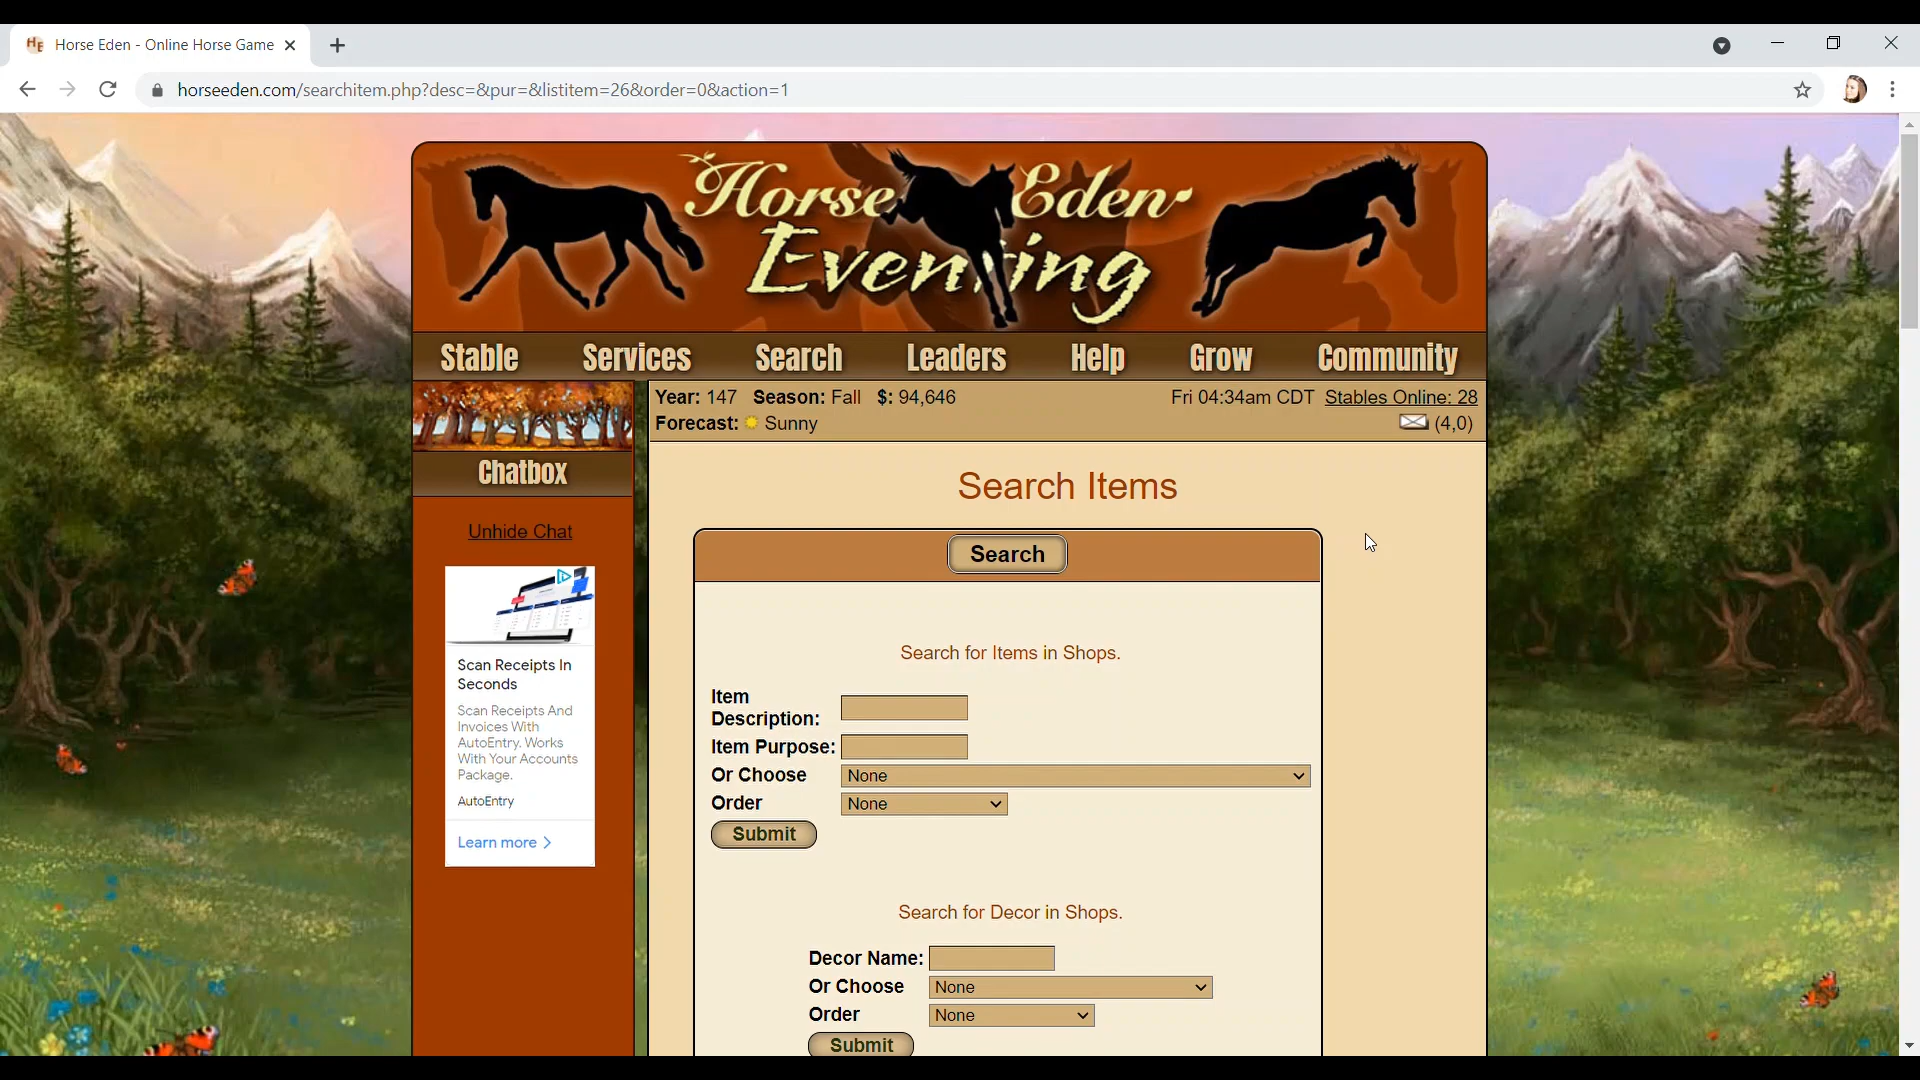 HE Horse Eden - Online Horse Game
horseeden.com/searchitem.php?desc=&pur=&listitem=26&order=0&action=1
Horse Eden
Eventing
Stable Services Search Leaders Help Grow Community
Year: 147 Season: Fall $: 94,646 Fri 04:34am CDT Stables Online: 28
Forecast: Sunny (4,0)
Chatbox
Unhide Chat
Scan Receipts In
Seconds
Scan Receipts And
Invoices With
AutoEntry. Works
With Your Accounts
Package.
AutoEntry
Learn more
Search Items
Search
Search for Items in Shops.
Item
Description:
Item Purpose:
Or Choose None
Order None
Submit
Search for Decor in Shops.
Decor Name:
Or Choose None
Order None
Submit